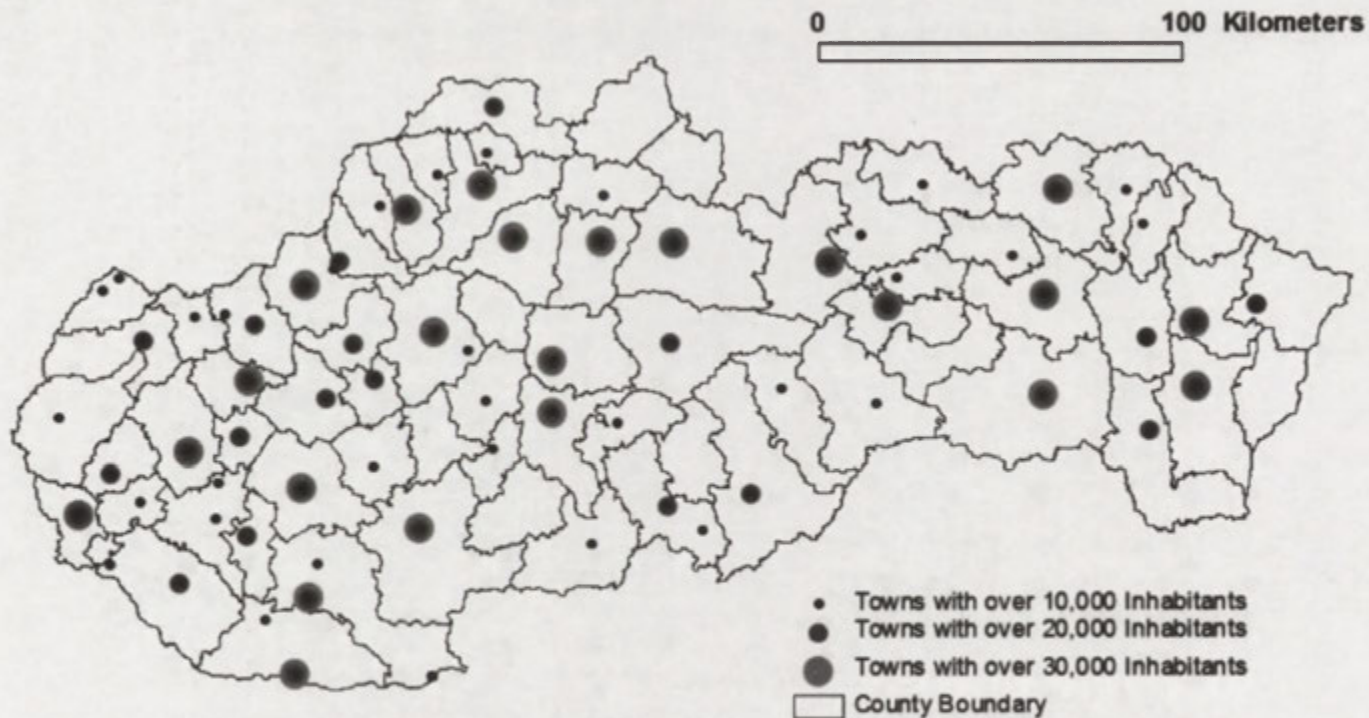 0 100 Kilometers
Towns with over 10,000 Inhabitants
Towns with over 20,000 Inhabitants
Towns with over 30,000 Inhabitants
County Boundary